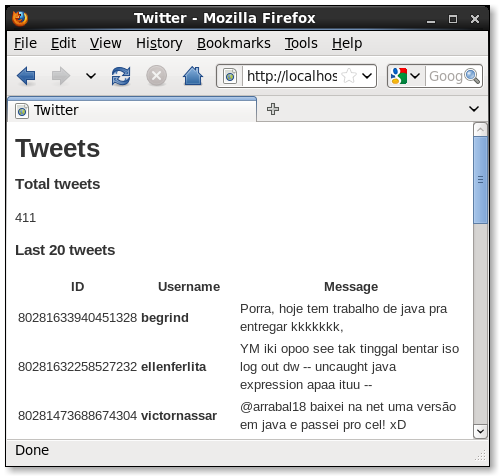 Twitter - Mozilla Firefox
File Edit View History Bookmarks Tools Help
http://localhos Goog
Twitter
Tweets
Total tweets
411
Last 20 tweets
ID Username Message
80281633940451328 begrind Porra, hoje tem trabalho de java pra
entregar kkkkkkk,
80281632258527232 ellenferlita YM iki opoo see tak tinggal bentar iso
log out dw -- uncaught java
expression apaa ituu --
80281473688674304 victornassar @arrabal18 baixei na net uma versão
em java e passei pro cel! xD
Done